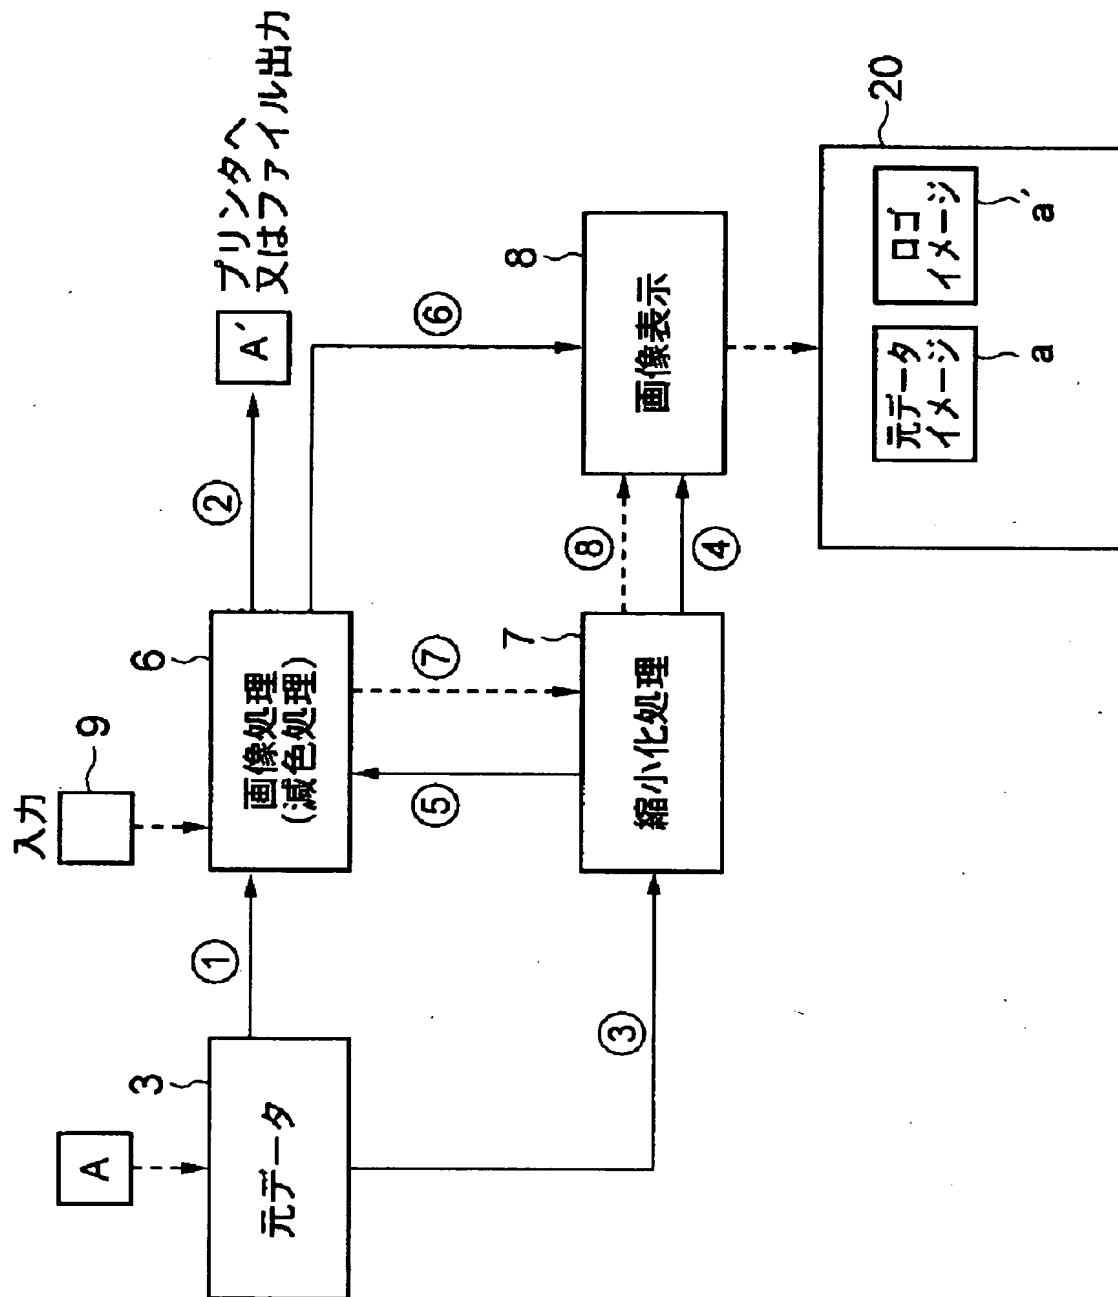 入力
9
A
3
元データ
①
6
画像処理
(減色処理)
②
A'
プリンタへ
又はファイル出力
⑥
⑤
⑦
③
7
縮小化処理
⑧
④
8
画像表示
20
元データ
イメージ
a
ロゴ
イメージ
a'